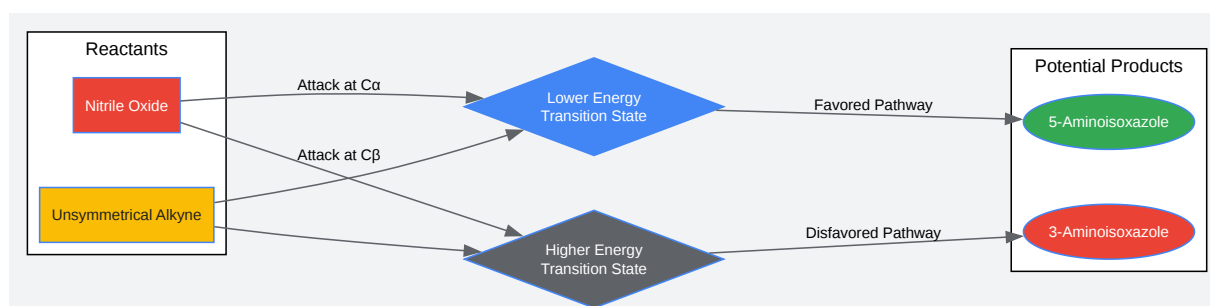 Reactants
Potential Products
Nitrile Oxide
Attack at Cα
Lower Energy
Transition State
Favored Pathway
5-Aminoisoxazole
Attack at Cβ
Unsymmetrical Alkyne
Higher Energy
Transition State
Disfavored Pathway
3-Aminoisoxazole